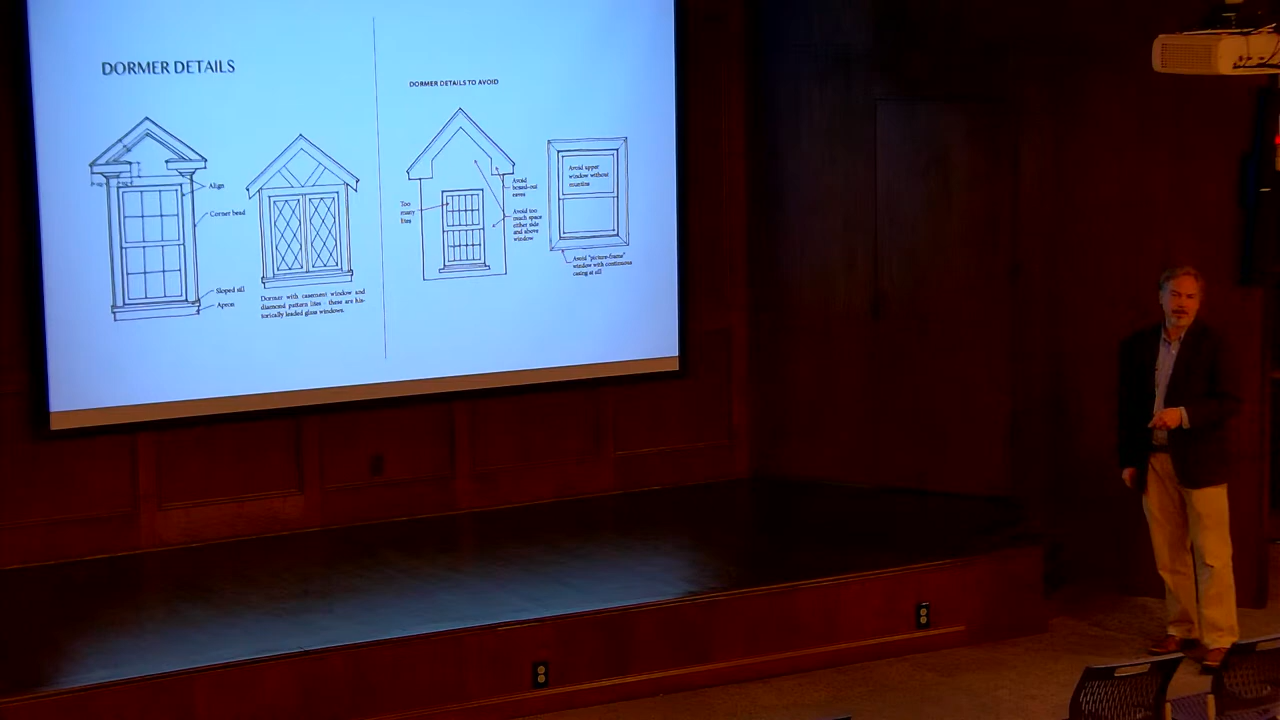 DORMER DETAILS
Align
Corner bead
Sloped sill
Apron
Dormer with casement window and
diamond pattern lites - these are his-
torically leaded glass windows.
DORMER DETAILS TO AVOID
Too
many
lites
Avoid
boxed-out
eaves
Avoid too
much space
either side
and above
window
Avoid upper
window without
muntins
Avoid "picture-frame"
window with continuous
casing at all